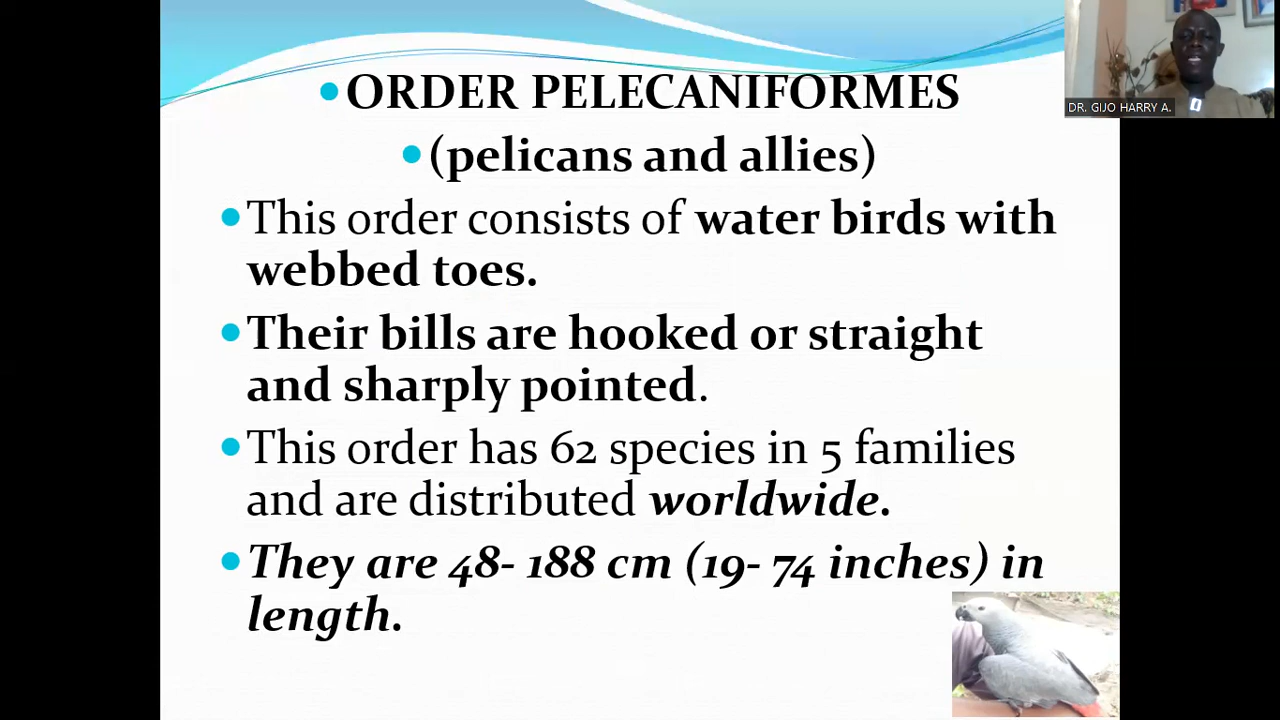 ORDER PELECANIFORMES
(pelicans and allies)
This order consists of water birds with
webbed toes.
Their bills are hooked or straight
and sharply pointed.
This order has 62 species in 5 families
and are distributed worldwide.
They are 48- 188 cm (19- 74 inches) in
length.
DR. GIJO HARRY A.